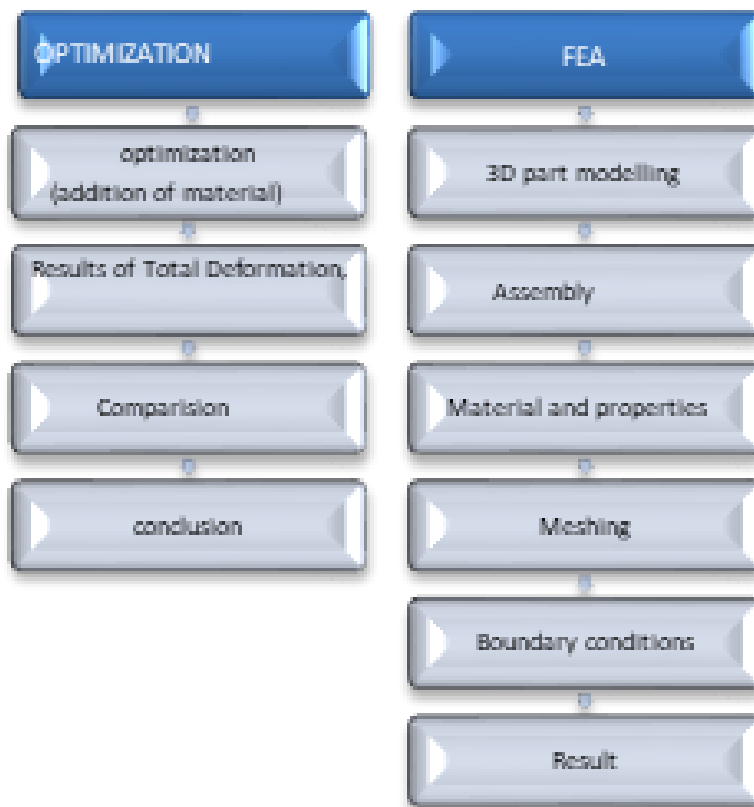 OPTIMIZATION
optimization
(addition of material)
Results of Total Deformation,
Comparision
conclusion
FEA
3D part modelling
Assembly
Material and properties
Meshing
Boundary conditions
Result